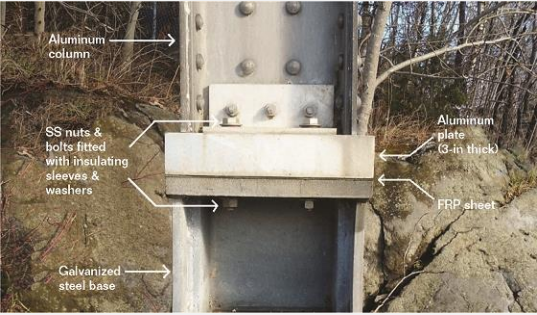 Aluminum
column
SS nuts &
bolts fitted
with insulating
sleeves &
washers
Aluminum
plate
(3-in thick)
FRP sheet
Galvanized
steel base